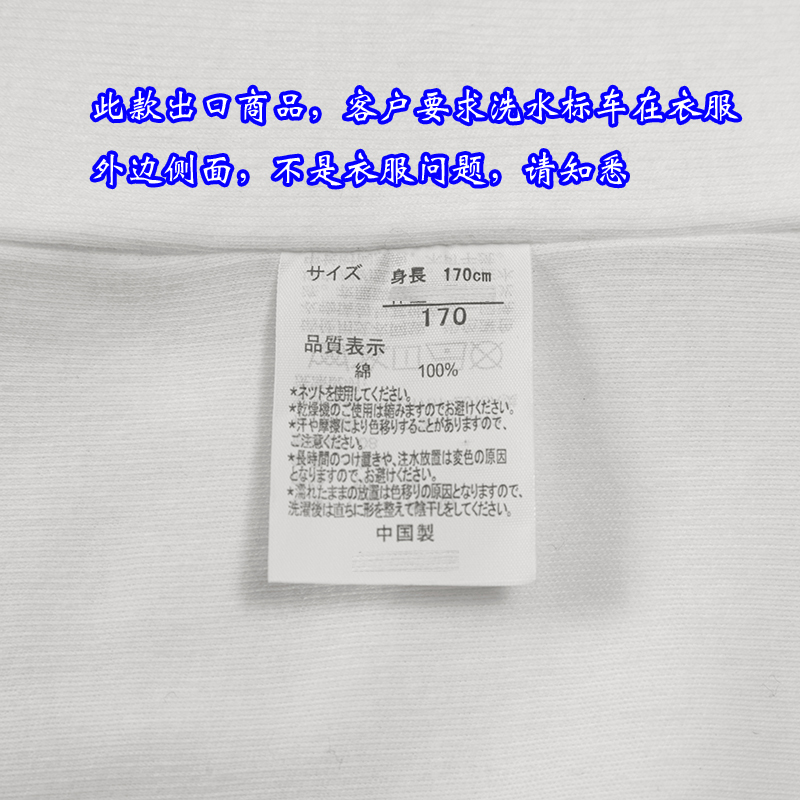 此款出口商品，客户要求洗水标车在衣服
外边侧面，不是衣服问题，请知悉
サイズ 身長 170cm
170
品質表示
綿 100%
*ネットを使用してください。
*乾燥機のご使用は縮みますのでお避けください。
*汗や摩擦により色移りすることがありますので、
ご注意ください。
*長時間のつけ置きや、注水放置は変色の原因
となりますので、お避けください。
*濡れたままの放置は色移りの原因となりますので、
洗濯後は直ちに形を整えて陰干しをしてください。
中国製